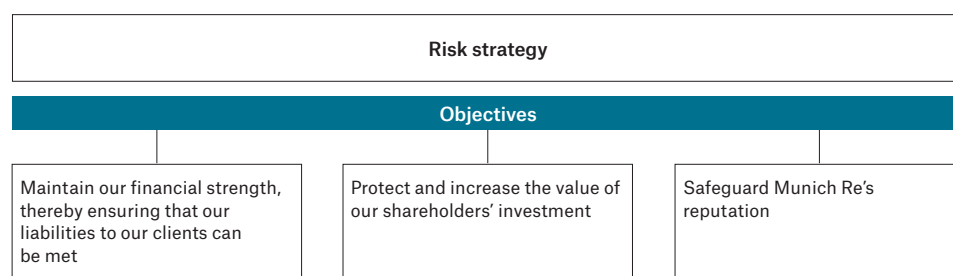 Risk strategy
Objectives
Maintain our financial strength,
thereby ensuring that our
liabilities to our clients can
be met
Protect and increase the value of
our shareholders’ investment
Safeguard Munich Re’s
reputation